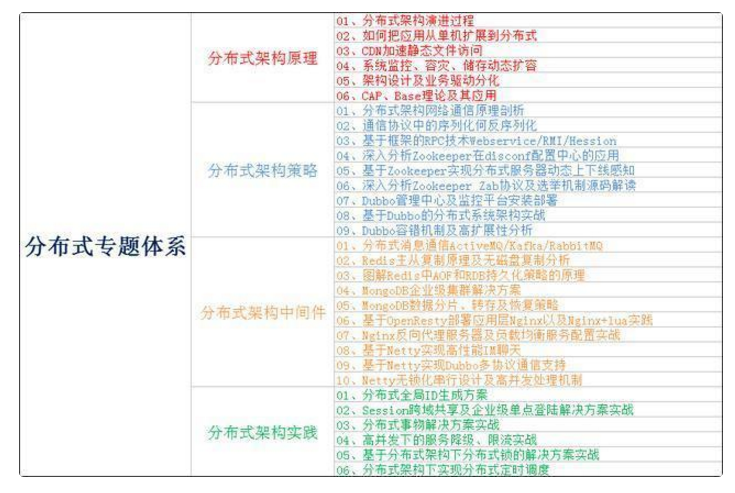 分布式专题体系
分布式架构原理
01、分布式架构演进过程
02、如何把应用从单机扩展到分布式
03、CDN加速静态文件访问
04、系统监控、容灾、储存动态扩容
05、架构设计及业务驱动分化
06、CAP、Base理论及其应用
分布式架构策略
01、分布式架构网络通信原理剖析
02、通信协议中的序列化何反序列化
03、基于框架的RPC技术Webservice/RMI/Hession
04、深入分析Zookeeper在disconf配置中心的应用
05、基于Zookeeper实现分布式服务器动态上下线感知
06、深入分析Zookeeper Zab协议及选举机制源码解读
07、Dubbo管理中心及监控平台安装部署
08、基于Dubbo的分布式系统架构实战
09、Dubbo容错机制及高扩展性分析
分布式架构中间件
01、分布式消息通信ActiveMQ/Kafka/RabbitMQ
02、Redis主从复制原理及无磁盘复制分析
03、图解Redis中AOF和RDB持久化策略的原理
04、MongoDB企业级集群解决方案
05、MongoDB数据分片、转存及恢复策略
06、基于OpenResty部署应用层Nginx以及Nginx+lua实践
07、Nginx反向代理服务器及负载均衡服务配置实战
08、基于Netty实现高性能IM聊天
09、基于Netty实现Dubbo多协议通信支持
10、Netty无锁化串行设计及高并发处理机制
分布式架构实践
01、分布式全局ID生成方案
02、Session跨域共享及企业级单点登陆解决方案实战
03、分布式事物解决方案实战
04、高并发下的服务降级、限流实战
05、基于分布式架构下分布式锁的解决方案实战
06、分布式架构下实现分布式定时调度